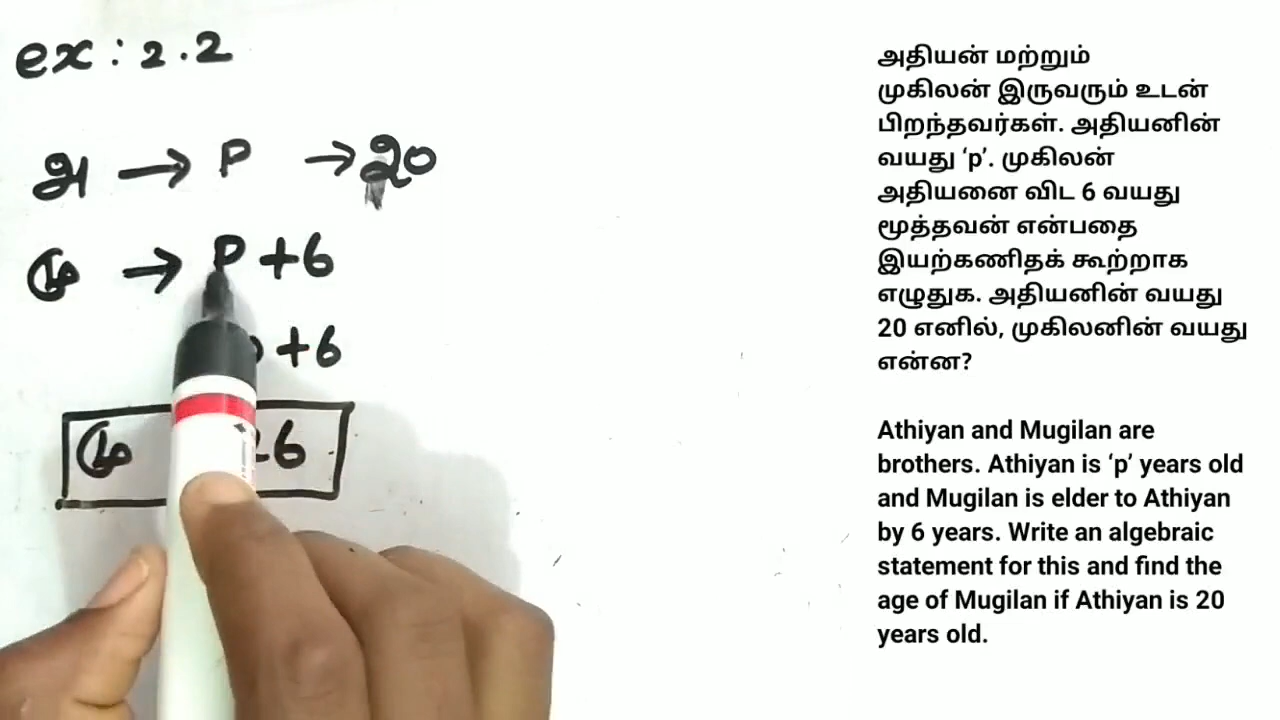 ex: 2.2
அ → P → 20
மு → P+6
+6
மு 26
அதியன் மற்றும்
முகிலன் இருவரும் உடன்
பிறந்தவர்கள். அதியனின்
வயது ‘p’. முகிலன்
அதியனை விட 6 வயது
மூத்தவன் என்பதை
இயற்கணிதக் கூற்றாக
எழுதுக. அதியனின் வயது
20 எனில், முகிலனின் வயது
என்ன?
Athiyan and Mugilan are
brothers. Athiyan is ‘p’ years old
and Mugilan is elder to Athiyan
by 6 years. Write an algebraic
statement for this and find the
age of Mugilan if Athiyan is 20
years old.